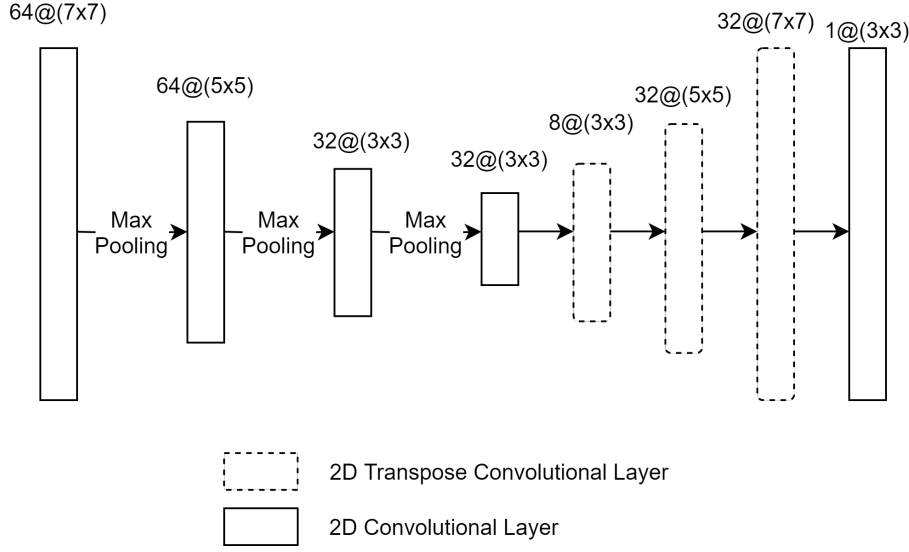 64@(7x7)
64@(5x5)
32@(3x3)
32@(3x3)
8@(3x3)
32@(5x5)
32@(7x7)
1@(3x3)
Max
Pooling
Max
Pooling
Max
Pooling
2D Transpose Convolutional Layer
2D Convolutional Layer